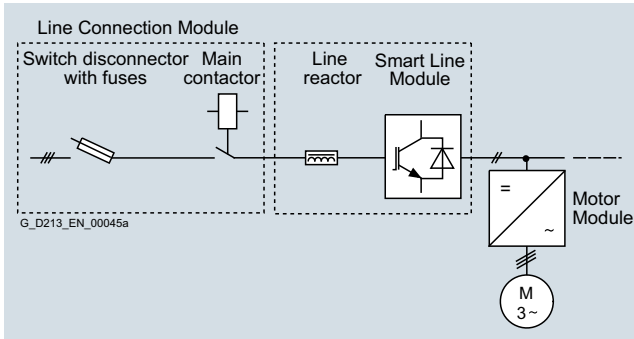 Line Connection Module
Switch disconnector
with fuses
Main
contactor
Line
reactor
Smart Line
Module
G_D213_EN_00045a
=
~
Motor
Module
M
3~